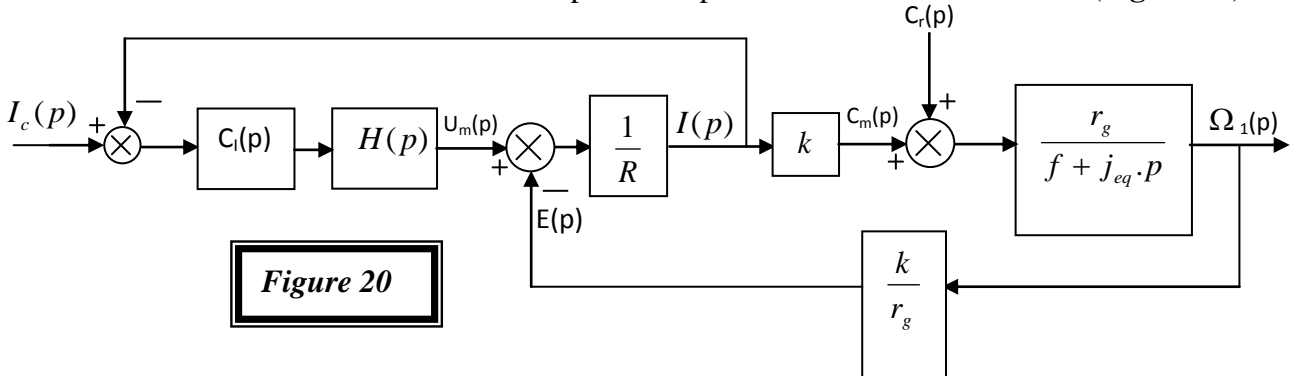 C_r(p)
I_c(p)
+
—
C_I(p)
H(p)
U_m(p)
+
—
E(p)
1
R
I(p)
k
C_m(p)
+
+
r_g
f + j_eq.p
Ω_1(p)
k
r_g
Figure 20